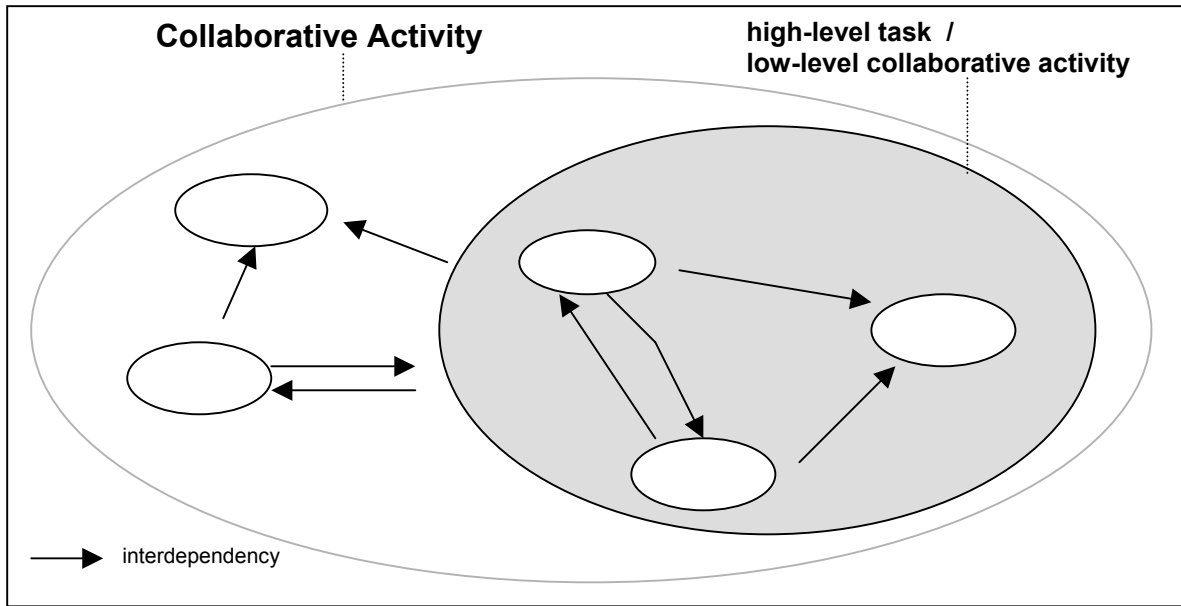 Collaborative Activity
high-level task /
low-level collaborative activity
interdependency